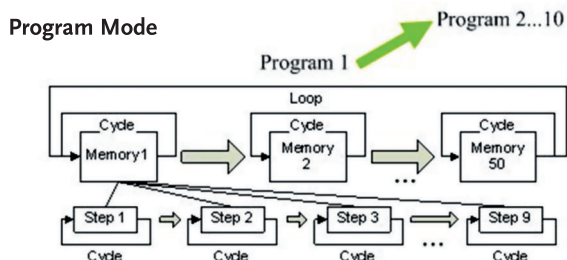 Program Mode
Program 2...10
Program 1
Loop
Cycle
Cycle
Cycle
Memory1
Memory
2
...
Memory
50
Step 1
Step 2
Step 3
...
Step 9
Cycle
Cycle
Cycle
Cycle